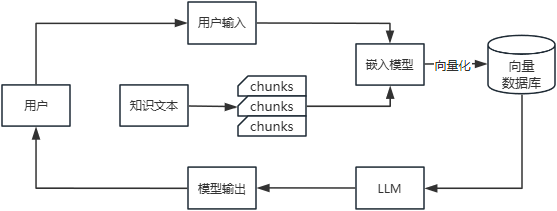 用户输入
嵌入模型
向量化
向量
数据库
用户
知识文本
chunks
chunks
chunks
模型输出
LLM